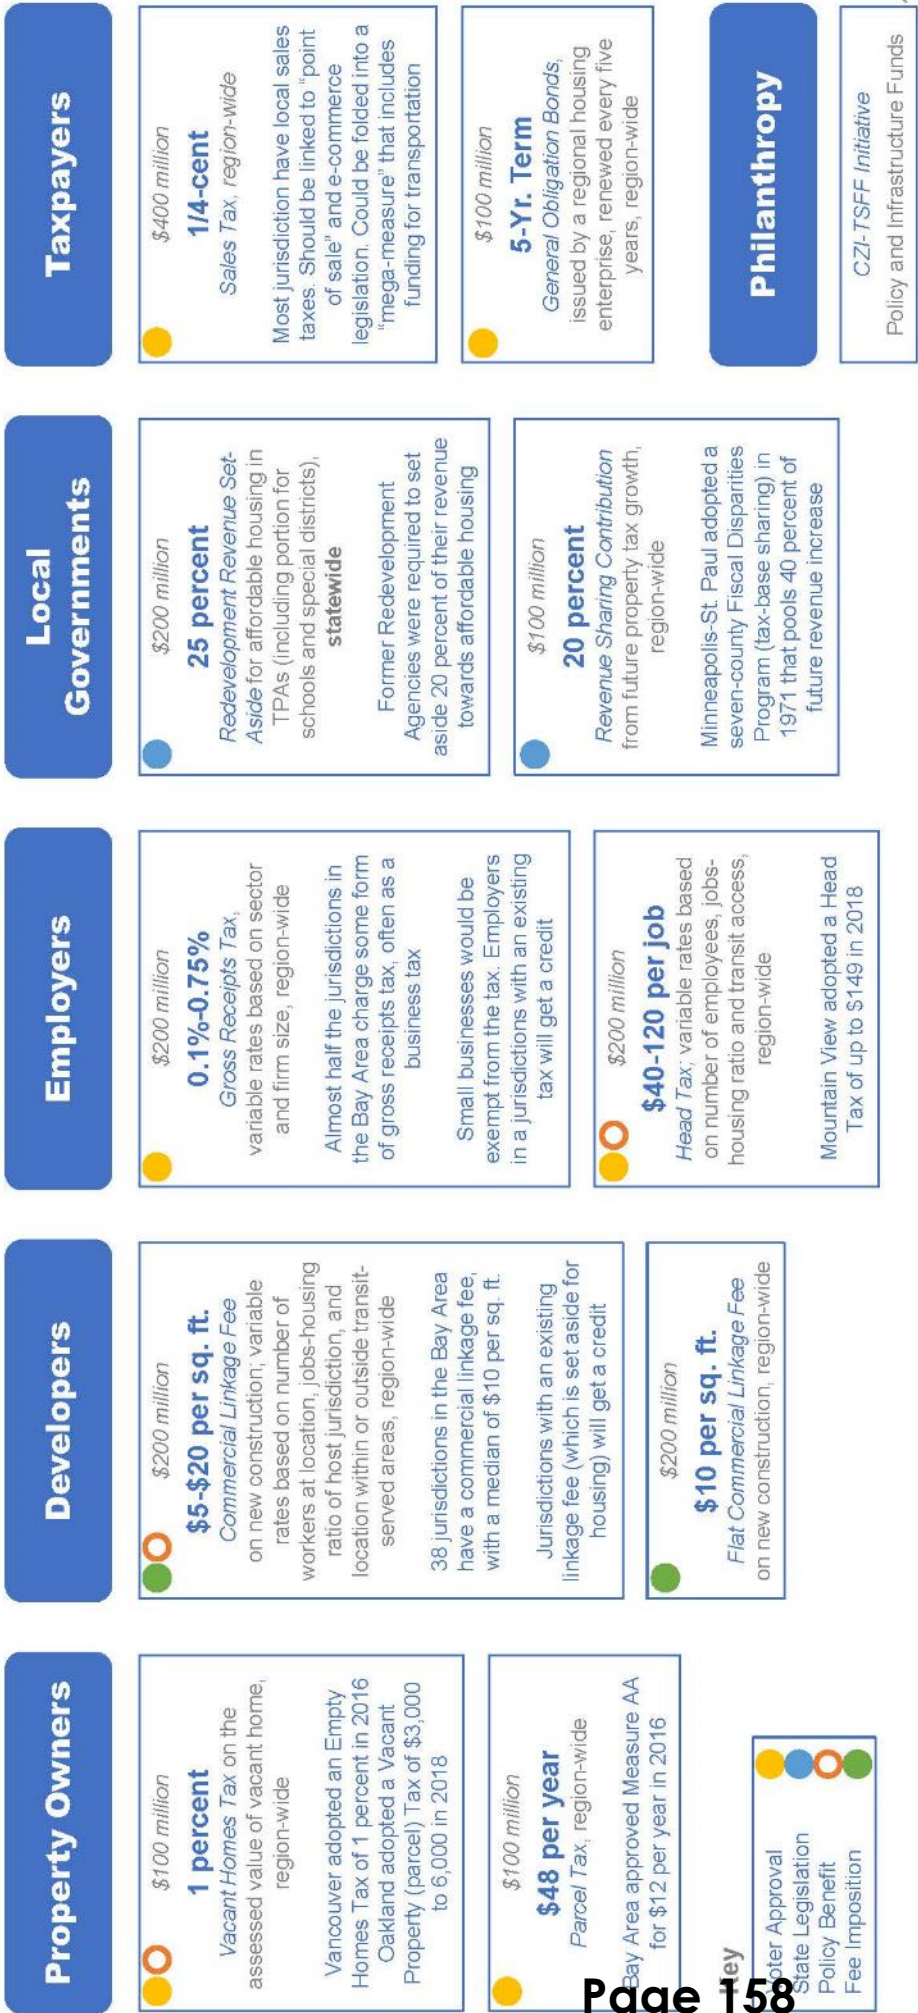 Property Owners
$100 million
1 percent
Vacant Homes Tax on the
assessed value of vacant home,
region-wide
Vancouver adopted an Empty
Homes Tax of 1 percent in 2016
Oakland adopted a Vacant
Property (parcel) Tax of $3,000
to 6,000 in 2018
$100 million
$48 per year
Parcel Tax, region-wide
Bay Area approved Measure AA
for $12 per year in 2016
Key
Voter Approval
State Legislation
Policy Benefit
Fee Imposition
Developers
$200 million
$5-$20 per sq. ft.
Commercial Linkage Fee
on new construction; variable
rates based on number of
workers at location, jobs-housing
ratio of host jurisdiction, and
location within or outside transit-
served areas, region-wide
38 jurisdictions in the Bay Area
have a commercial linkage fee,
with a median of $10 per sq. ft.
Jurisdictions with an existing
linkage fee (which is set aside for
housing) will get a credit
$200 million
$10 per sq. ft.
Flat Commercial Linkage Fee
on new construction, region-wide
Employers
$200 million
0.1%-0.75%
Gross Receipts Tax,
variable rates based on sector
and firm size, region-wide
Almost half the jurisdictions in
the Bay Area charge some form
of gross receipts tax, often as a
business tax
Small businesses would be
exempt from the tax. Employers
in a jurisdictions with an existing
tax will get a credit
$200 million
$40-120 per job
Head Tax; variable rates based
on number of employees, jobs-
housing ratio and transit access,
region-wide
Mountain View adopted a Head
Tax of up to $149 in 2018
Local
Governments
$200 million
25 percent
Redevelopment Revenue Set-
Aside for affordable housing in
TPAs (including portion for
schools and special districts),
statewide
Former Redevelopment
Agencies were required to set
aside 20 percent of their revenue
towards affordable housing
$100 million
20 percent
Revenue Sharing Contribution
from future property tax growth,
region-wide
Minneapolis-St. Paul adopted a
seven-county Fiscal Disparities
Program (tax-base sharing) in
1971 that pools 40 percent of
future revenue increase
Taxpayers
$400 million
1/4-cent
Sales Tax, region-wide
Most jurisdiction have local sales
taxes. Should be linked to "point
of sale" and e-commerce
legislation. Could be folded into a
"mega-measure" that includes
funding for transportation
$100 million
5-Yr. Term
General Obligation Bonds,
issued by a regional housing
enterprise, renewed every five
years, region-wide
Philanthropy
CZI-TSFF Initiative
Policy and Infrastructure Funds
Page 158